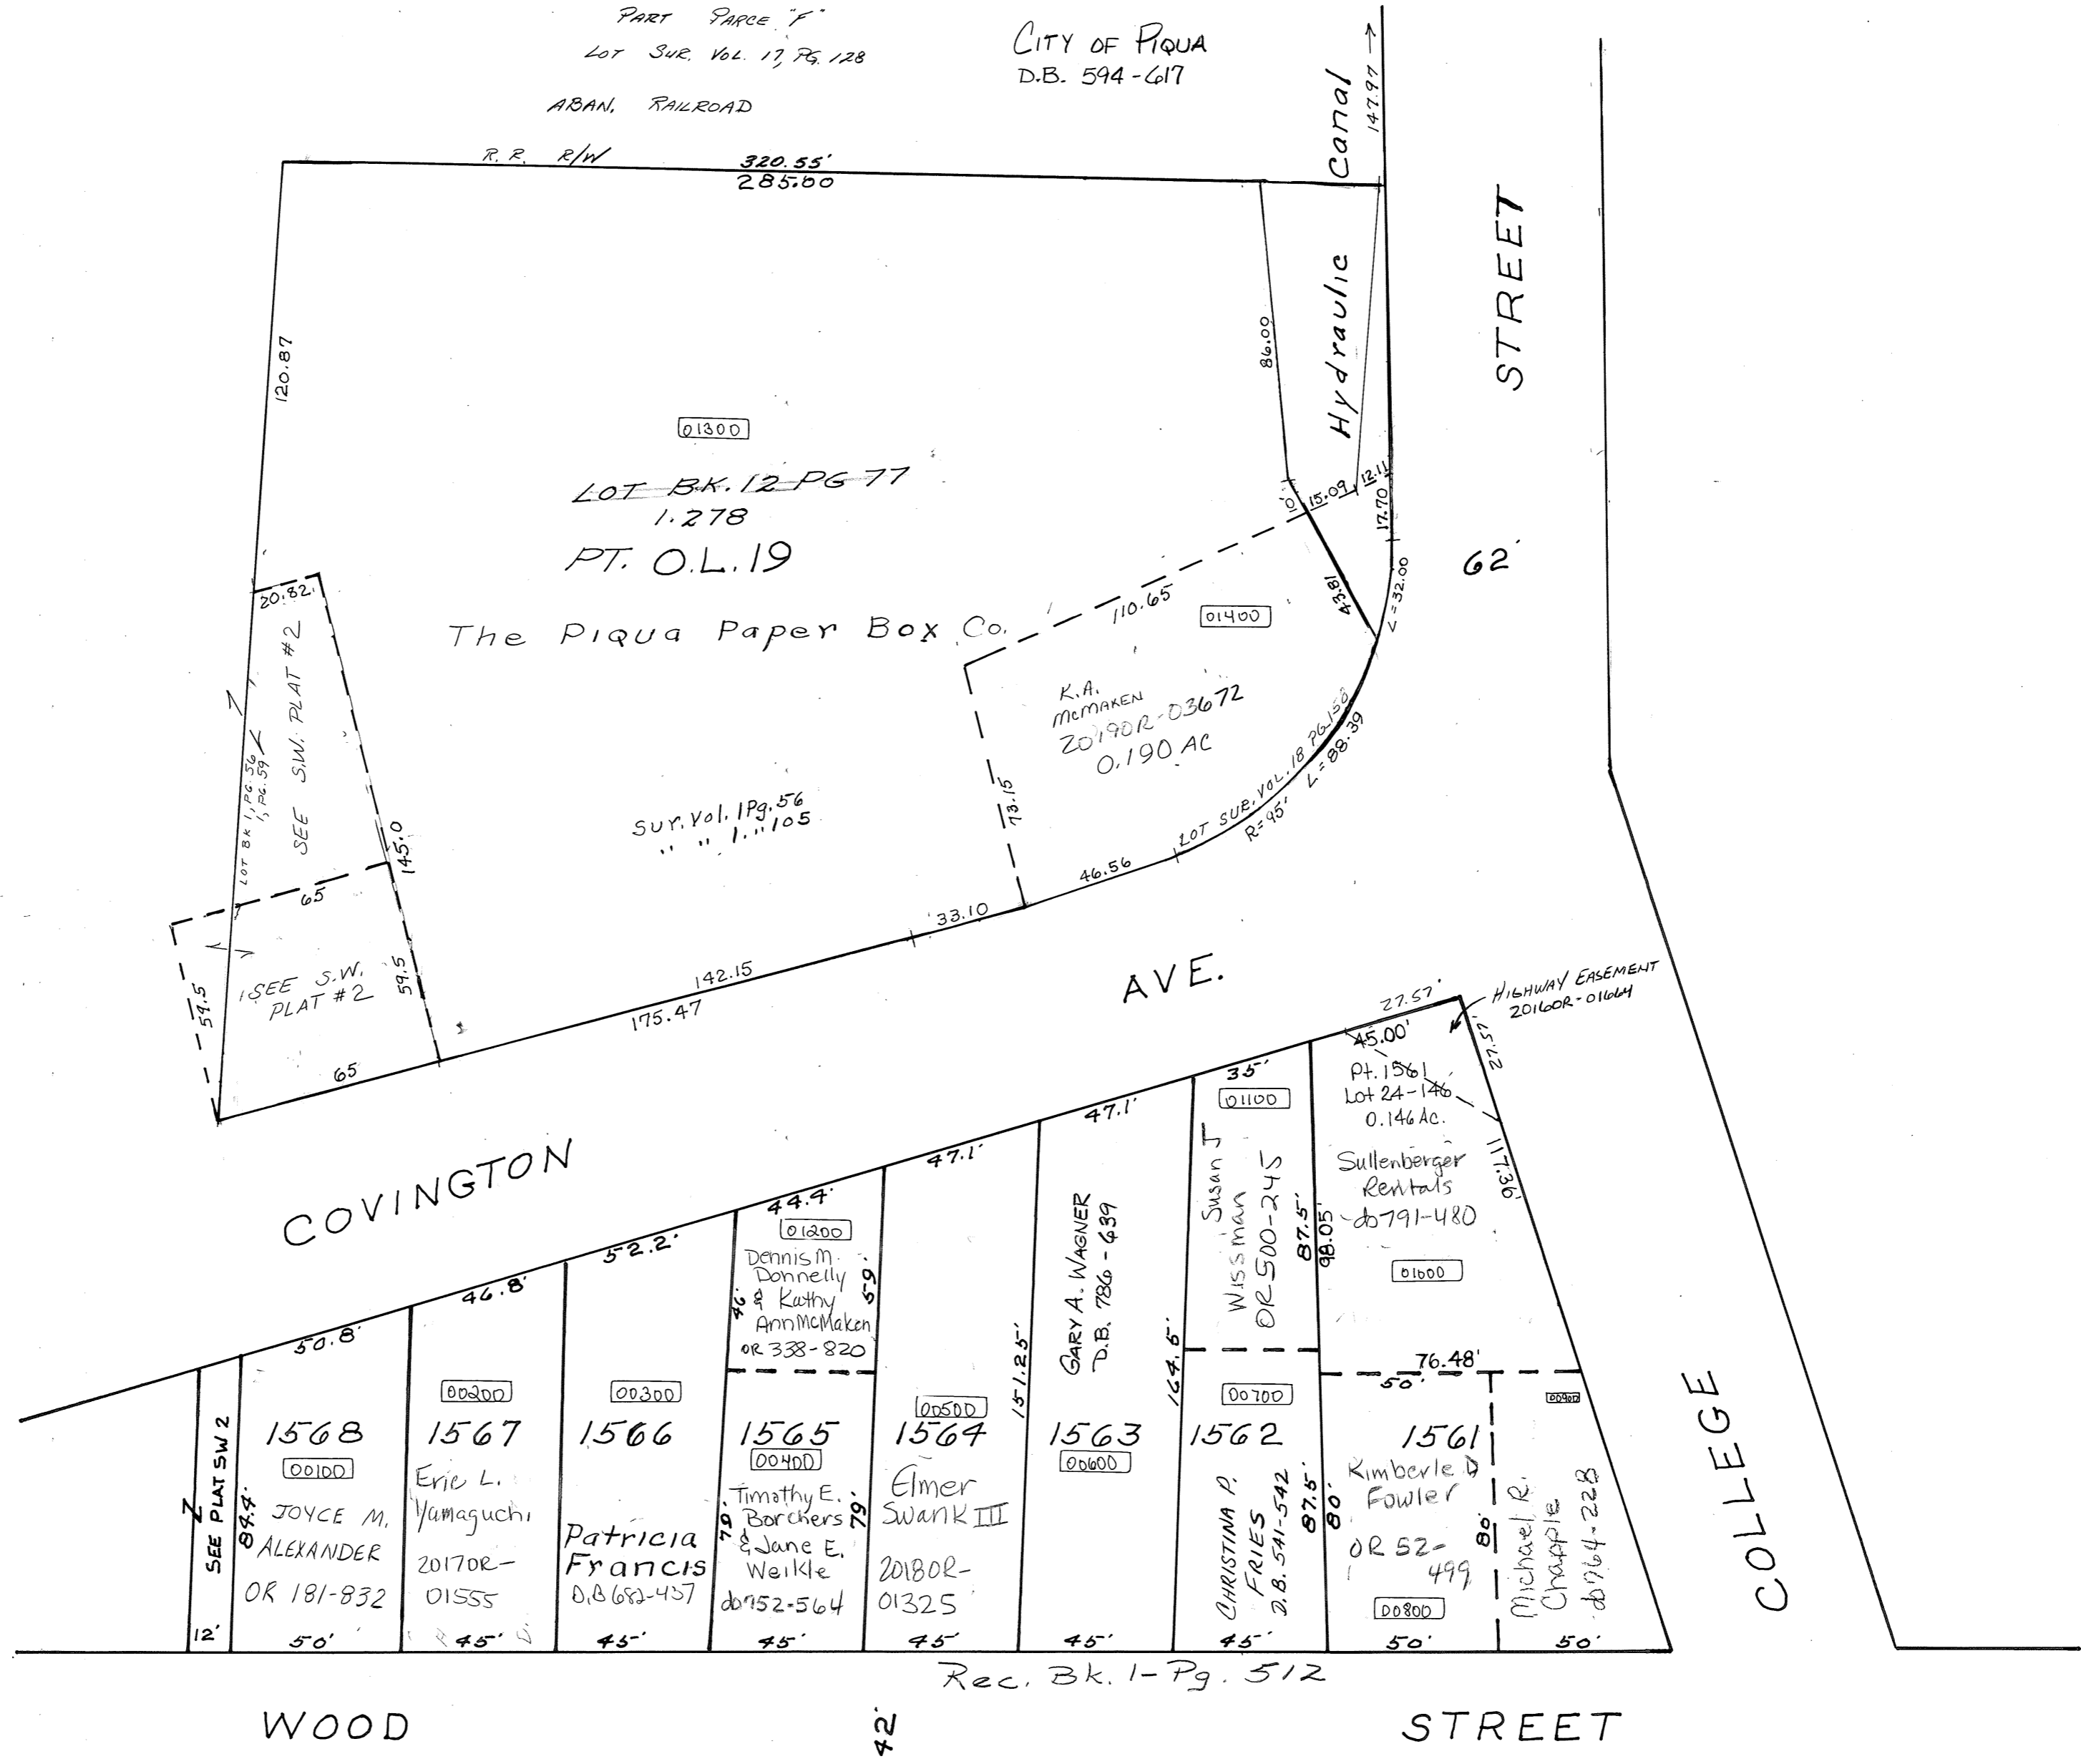 PART PARCE "F"
LOT SUR. VOL. 17, PG. 128
ABAN. RAILROAD
CITY OF PIQUA
D.B. 594-617
147.97 →
Canal
Hydraulic
R.R. R/W
320.55'
285.00
120.87
86.00
STREET
01300
LOT BK. 12 PG 77
1.278
PT. O.L. 19
The Piqua Paper Box Co.
10'
15.09
12.11
17.70
L=32.00
43.81
62'
20.82
110.65
01400
K.A.
McMAKEN
2019OR-03672
0.190 AC
SEE S.W. PLAT #2
LOT BK 1, PG. 56
1, PG. 59
Z
145.0
Sur. Vol. 1 Pg. 56
" " 1. " 105
73.15
LOT SUR. VOL. 18 PG. 158
L=88.39
R=95'
46.56
33.10
65
59.5
59.5
SEE S.W.
PLAT #2
65
142.15
175.47
AVE.
COVINGTON
27.57'
HIGHWAY EASEMENT
2016OR-01664
27.57'
45.00'
Pt. 1561
Lot 24-146
0.146 Ac.
Sullenberger
Rentals
db791-480
01000
117.36'
35'
01100
Susan J
Wissman
OR 500-245
87.5'
98.05'
47.1'
GARY A. WAGNER
D.B. 786-639
151.25'
164.5'
47.1'
44.4'
01200
Dennis M.
Donnelly
& Kathy
Ann McMaken
OR 338-820
46'
59'
52.2'
46.8'
50.8'
76.48'
50'
Z
SEE PLAT SW 2
84.4'
1568
00100
JOYCE M.
ALEXANDER
OR 181-832
00200
1567
Eric L.
Yamaguchi
2017OR-
01555
00300
1566
Patricia
Francis
D.B 682-437
1565
00400
Timothy E.
Borchers
& Jane E.
Weikle
db752-564
79'
79'
00500
1564
Elmer
Swank III
2018OR-
01325
1563
00600
00700
1562
CHRISTINA P.
FRIES
D.B. 541-542
87.5'
80'
1561
Kimberle D
Fowler
OR 52-
499
00800
80'
00900
Michael R.
Chapple
db764-228
COLLEGE
12'
50'
45'
45'
45'
45'
45'
45'
50'
50'
Rec. Bk. 1-Pg. 512
WOOD
42'
STREET